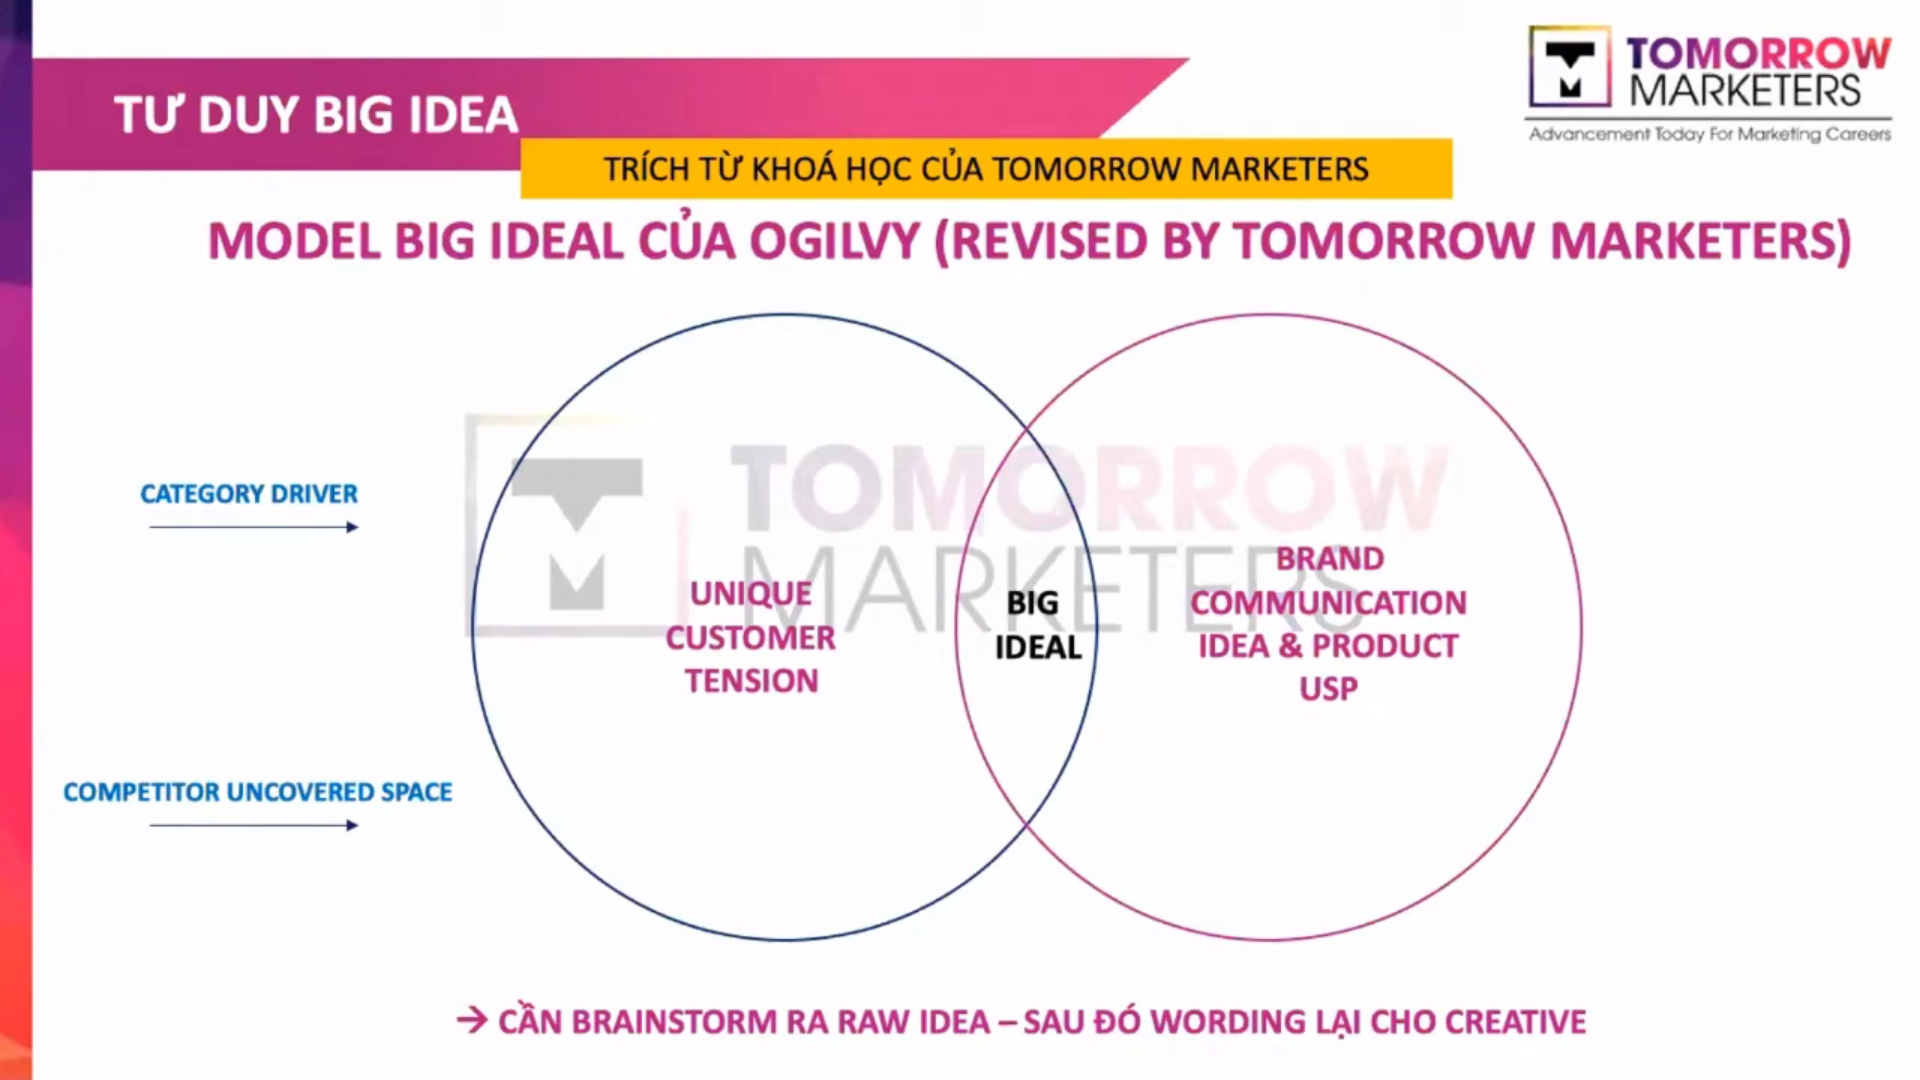 TƯ DUY BIG IDEA
TOMORROW
MARKETERS
Advancement Today For Marketing Careers
TRÍCH TỪ KHOÁ HỌC CỦA TOMORROW MARKETERS
MODEL BIG IDEAL CỦA OGILVY (REVISED BY TOMORROW MARKETERS)
TOMORROW
MARKETERS
CATEGORY DRIVER
COMPETITOR UNCOVERED SPACE
UNIQUE
CUSTOMER
TENSION
BIG
IDEAL
BRAND
COMMUNICATION
IDEA & PRODUCT
USP
→ CẦN BRAINSTORM RA RAW IDEA – SAU ĐÓ WORDING LẠI CHO CREATIVE